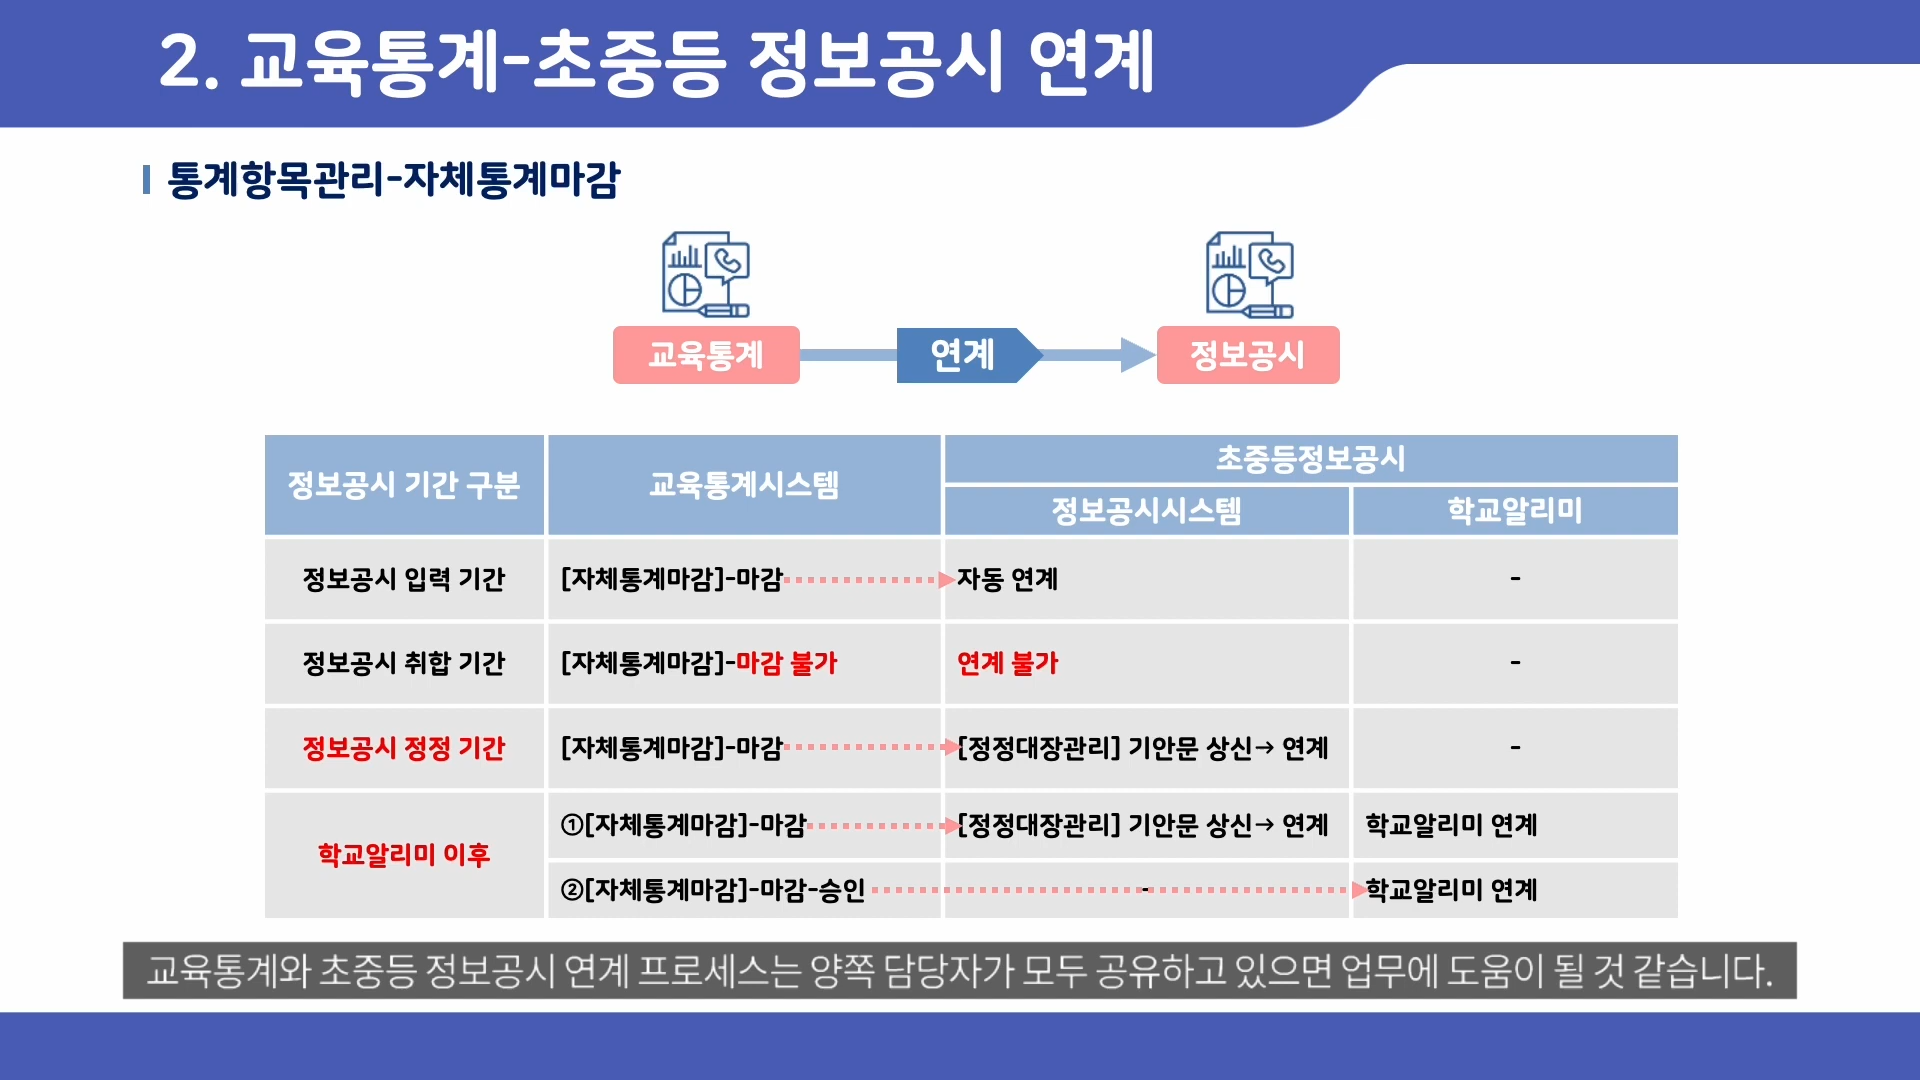 2. 교육통계-초중등 정보공시 연계
통계항목관리-자체통계마감
교육통계
연계
정보공시
정보공시 기간 구분
교육통계시스템
초중등정보공시
정보공시시스템
학교알리미
정보공시 입력 기간
[자체통계마감]-마감
자동 연계
-
정보공시 취합 기간
[자체통계마감]-마감 불가
연계 불가
-
정보공시 정정 기간
[자체통계마감]-마감
[정정대장관리] 기안문 상신→ 연계
-
학교알리미 이후
①[자체통계마감]-마감
[정정대장관리] 기안문 상신→ 연계
학교알리미 연계
②[자체통계마감]-마감-승인
-
학교알리미 연계
교육통계와 초중등 정보공시 연계 프로세스는 양쪽 담당자가 모두 공유하고 있으면 업무에 도움이 될 것 같습니다.